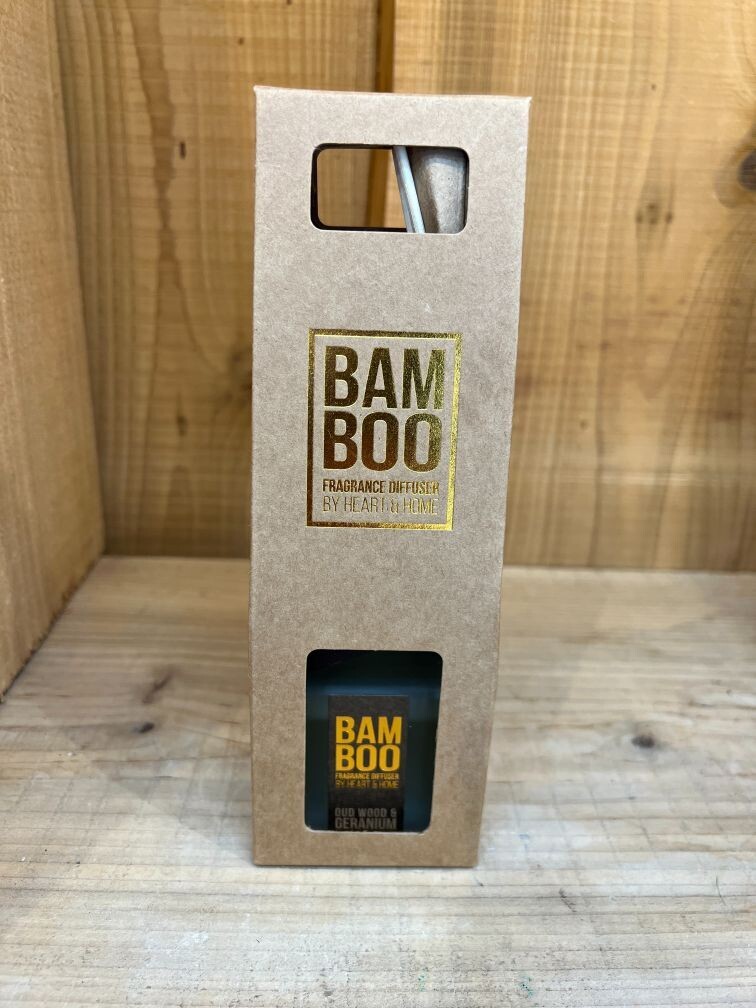 BAM
BOO
FRAGRANCE DIFFUSER
BY HEART & HOME
BAM
BOO
FRAGRANCE DIFFUSER
BY HEART & HOME
OUD WOOD &
GERANIUM